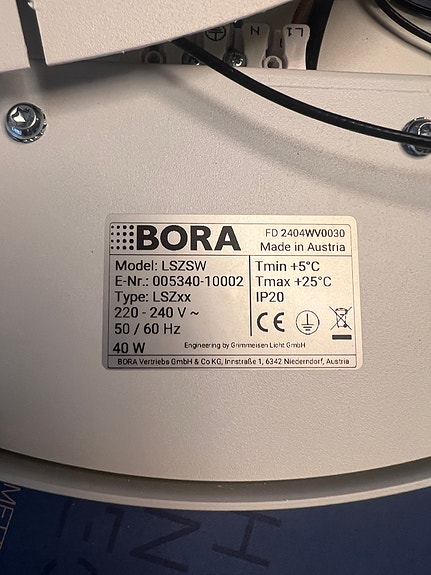 N L1
BORA FD 2404WV0030
Made in Austria
Model: LSZSW
E-Nr.: 005340-10002
Type: LSZxx
220 - 240 V ~
50 / 60 Hz
40 W
Tmin +5°C
Tmax +25°C
IP20
CE
Engineering by Grimmeisen Licht GmbH
BORA Vertriebs GmbH & Co KG, Innstraße 1, 6342 Niederndorf, Austria